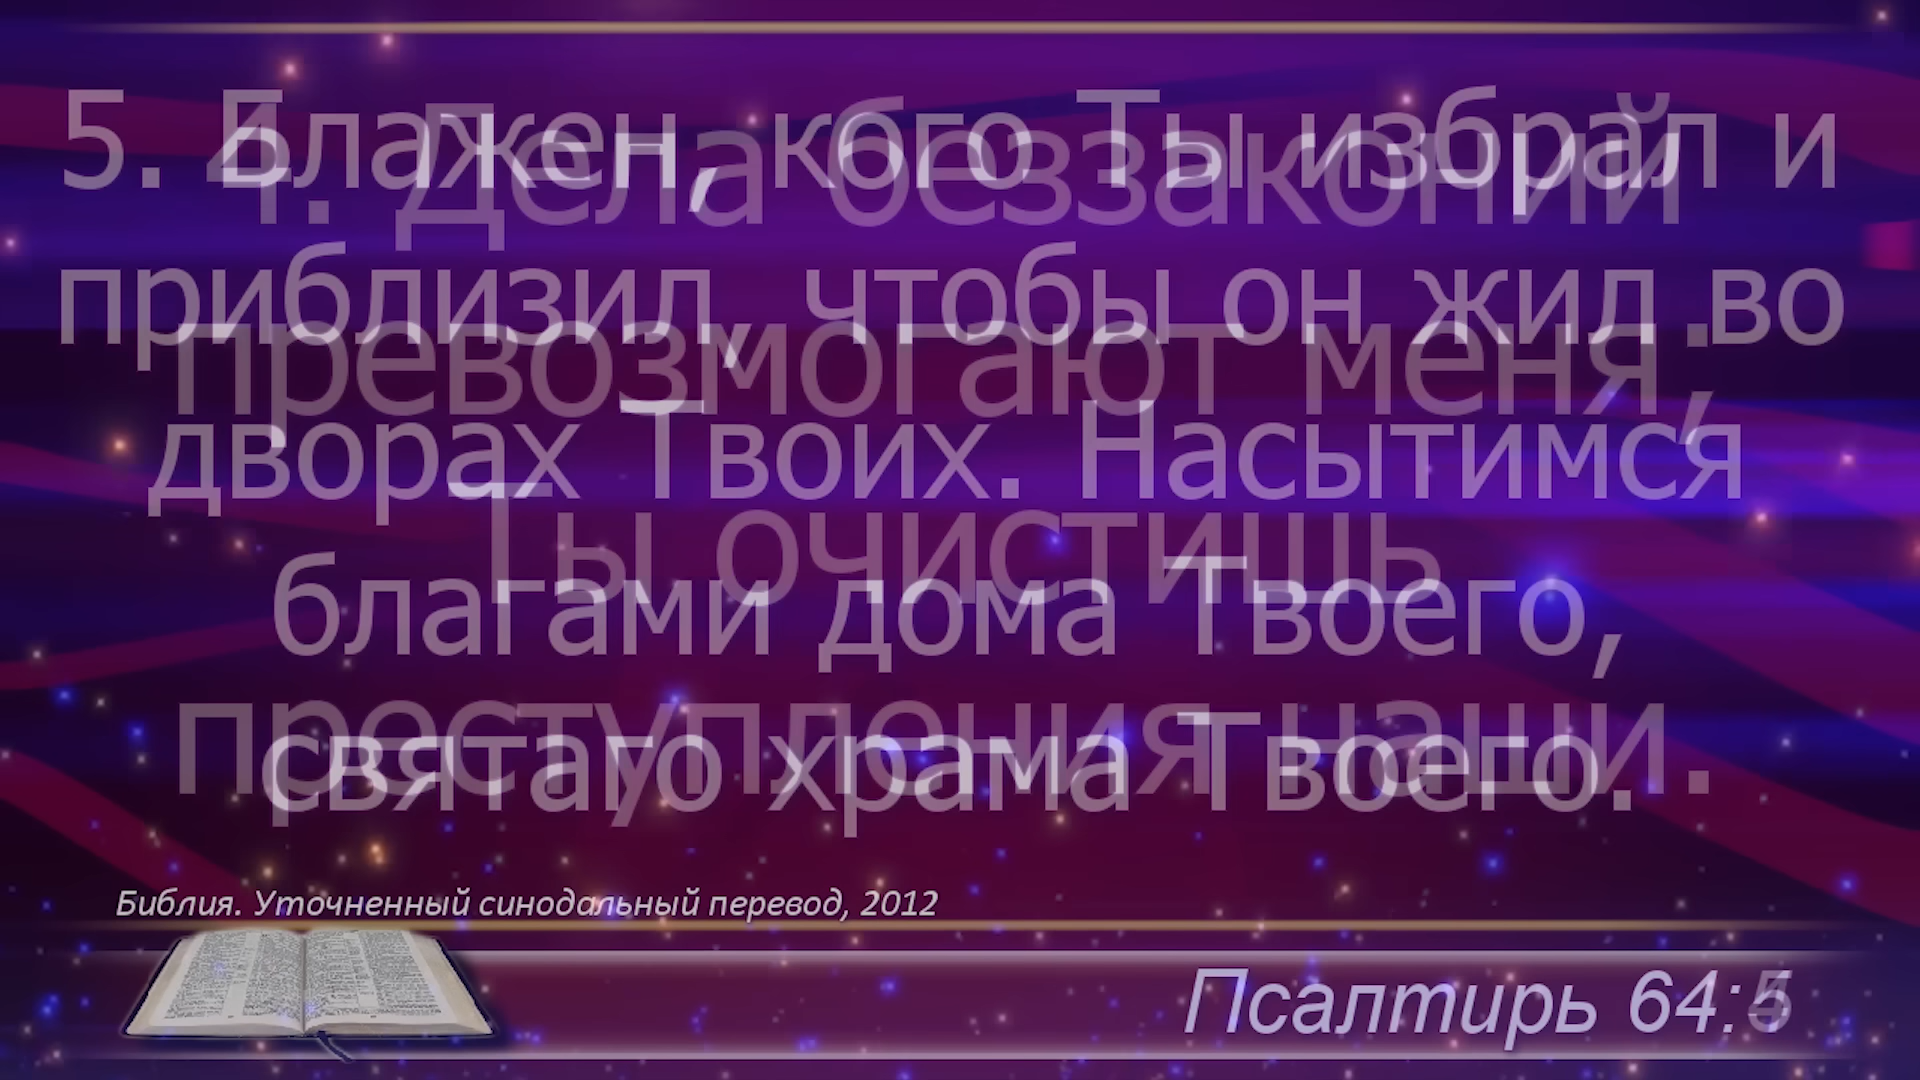 5. Блажен, кого Ты избрал и
приблизил, чтобы он жил во
дворах Твоих. Насытимся
благами дома Твоего,
святаго храма Твоего.
4. Дела беззаконий
превозмогают меня;
Ты очистишь
преступления наши.
Библия. Уточненный синодальный перевод, 2012
Псалтирь 64:5